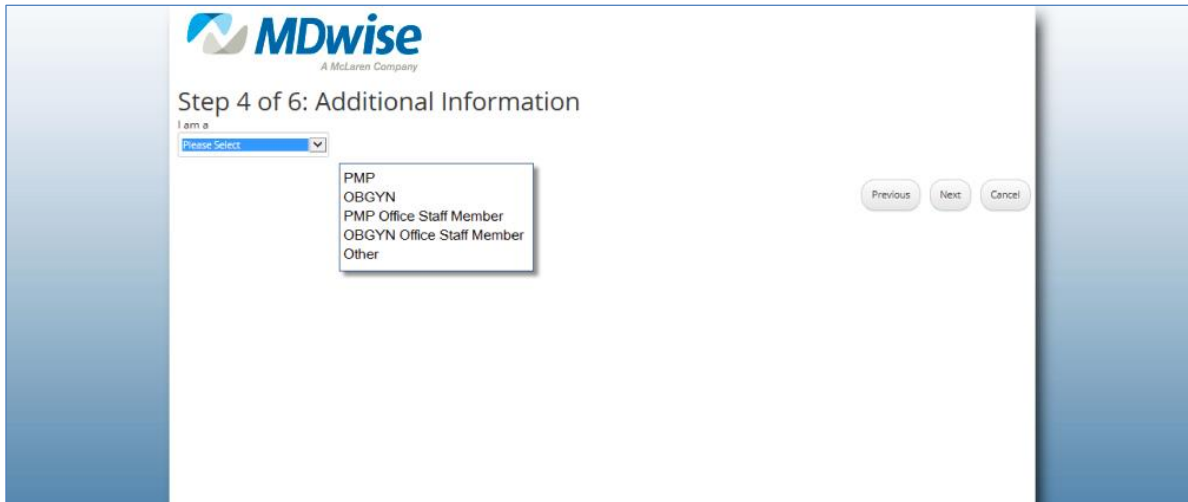 MDwise
A McLaren Company
Step 4 of 6: Additional Information
I am a
Please Select
PMP
OBGYN
PMP Office Staff Member
OBGYN Office Staff Member
Other
Previous Next Cancel